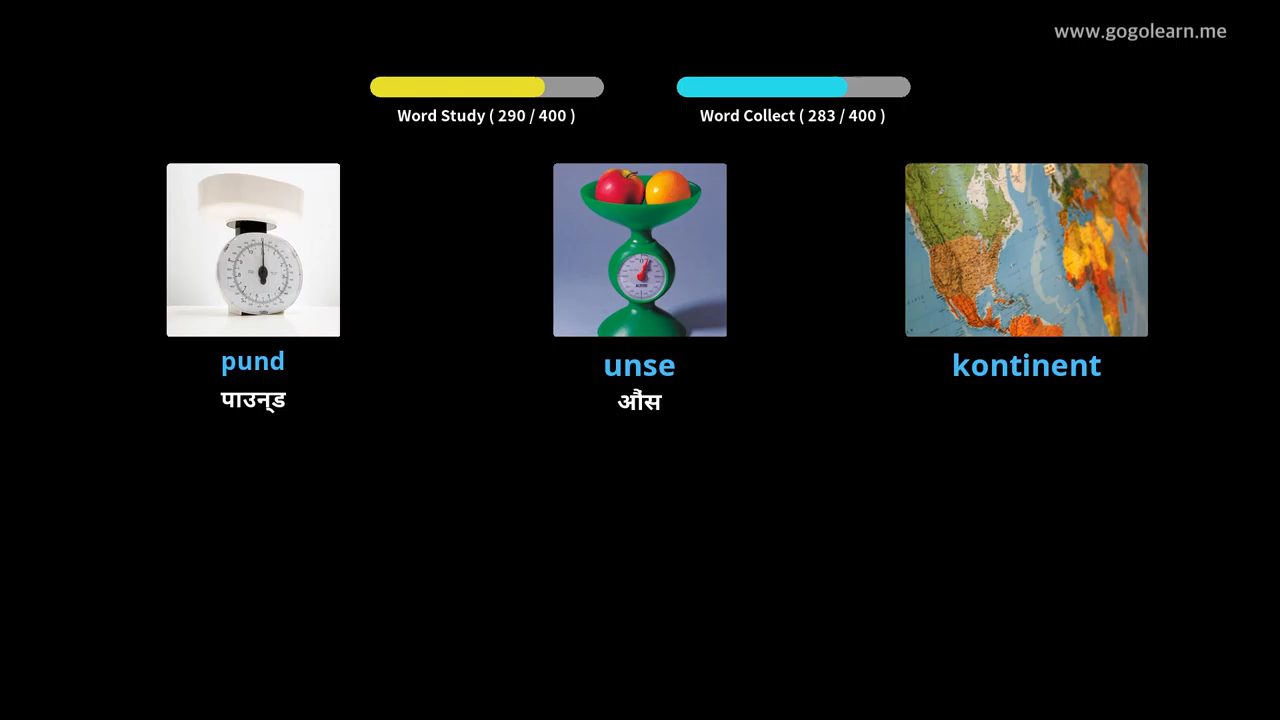 www.gogolearn.me
Word Study ( 290 / 400 )
Word Collect ( 283 / 400 )
pund
पाउन्ड
unse
औंस
kontinent